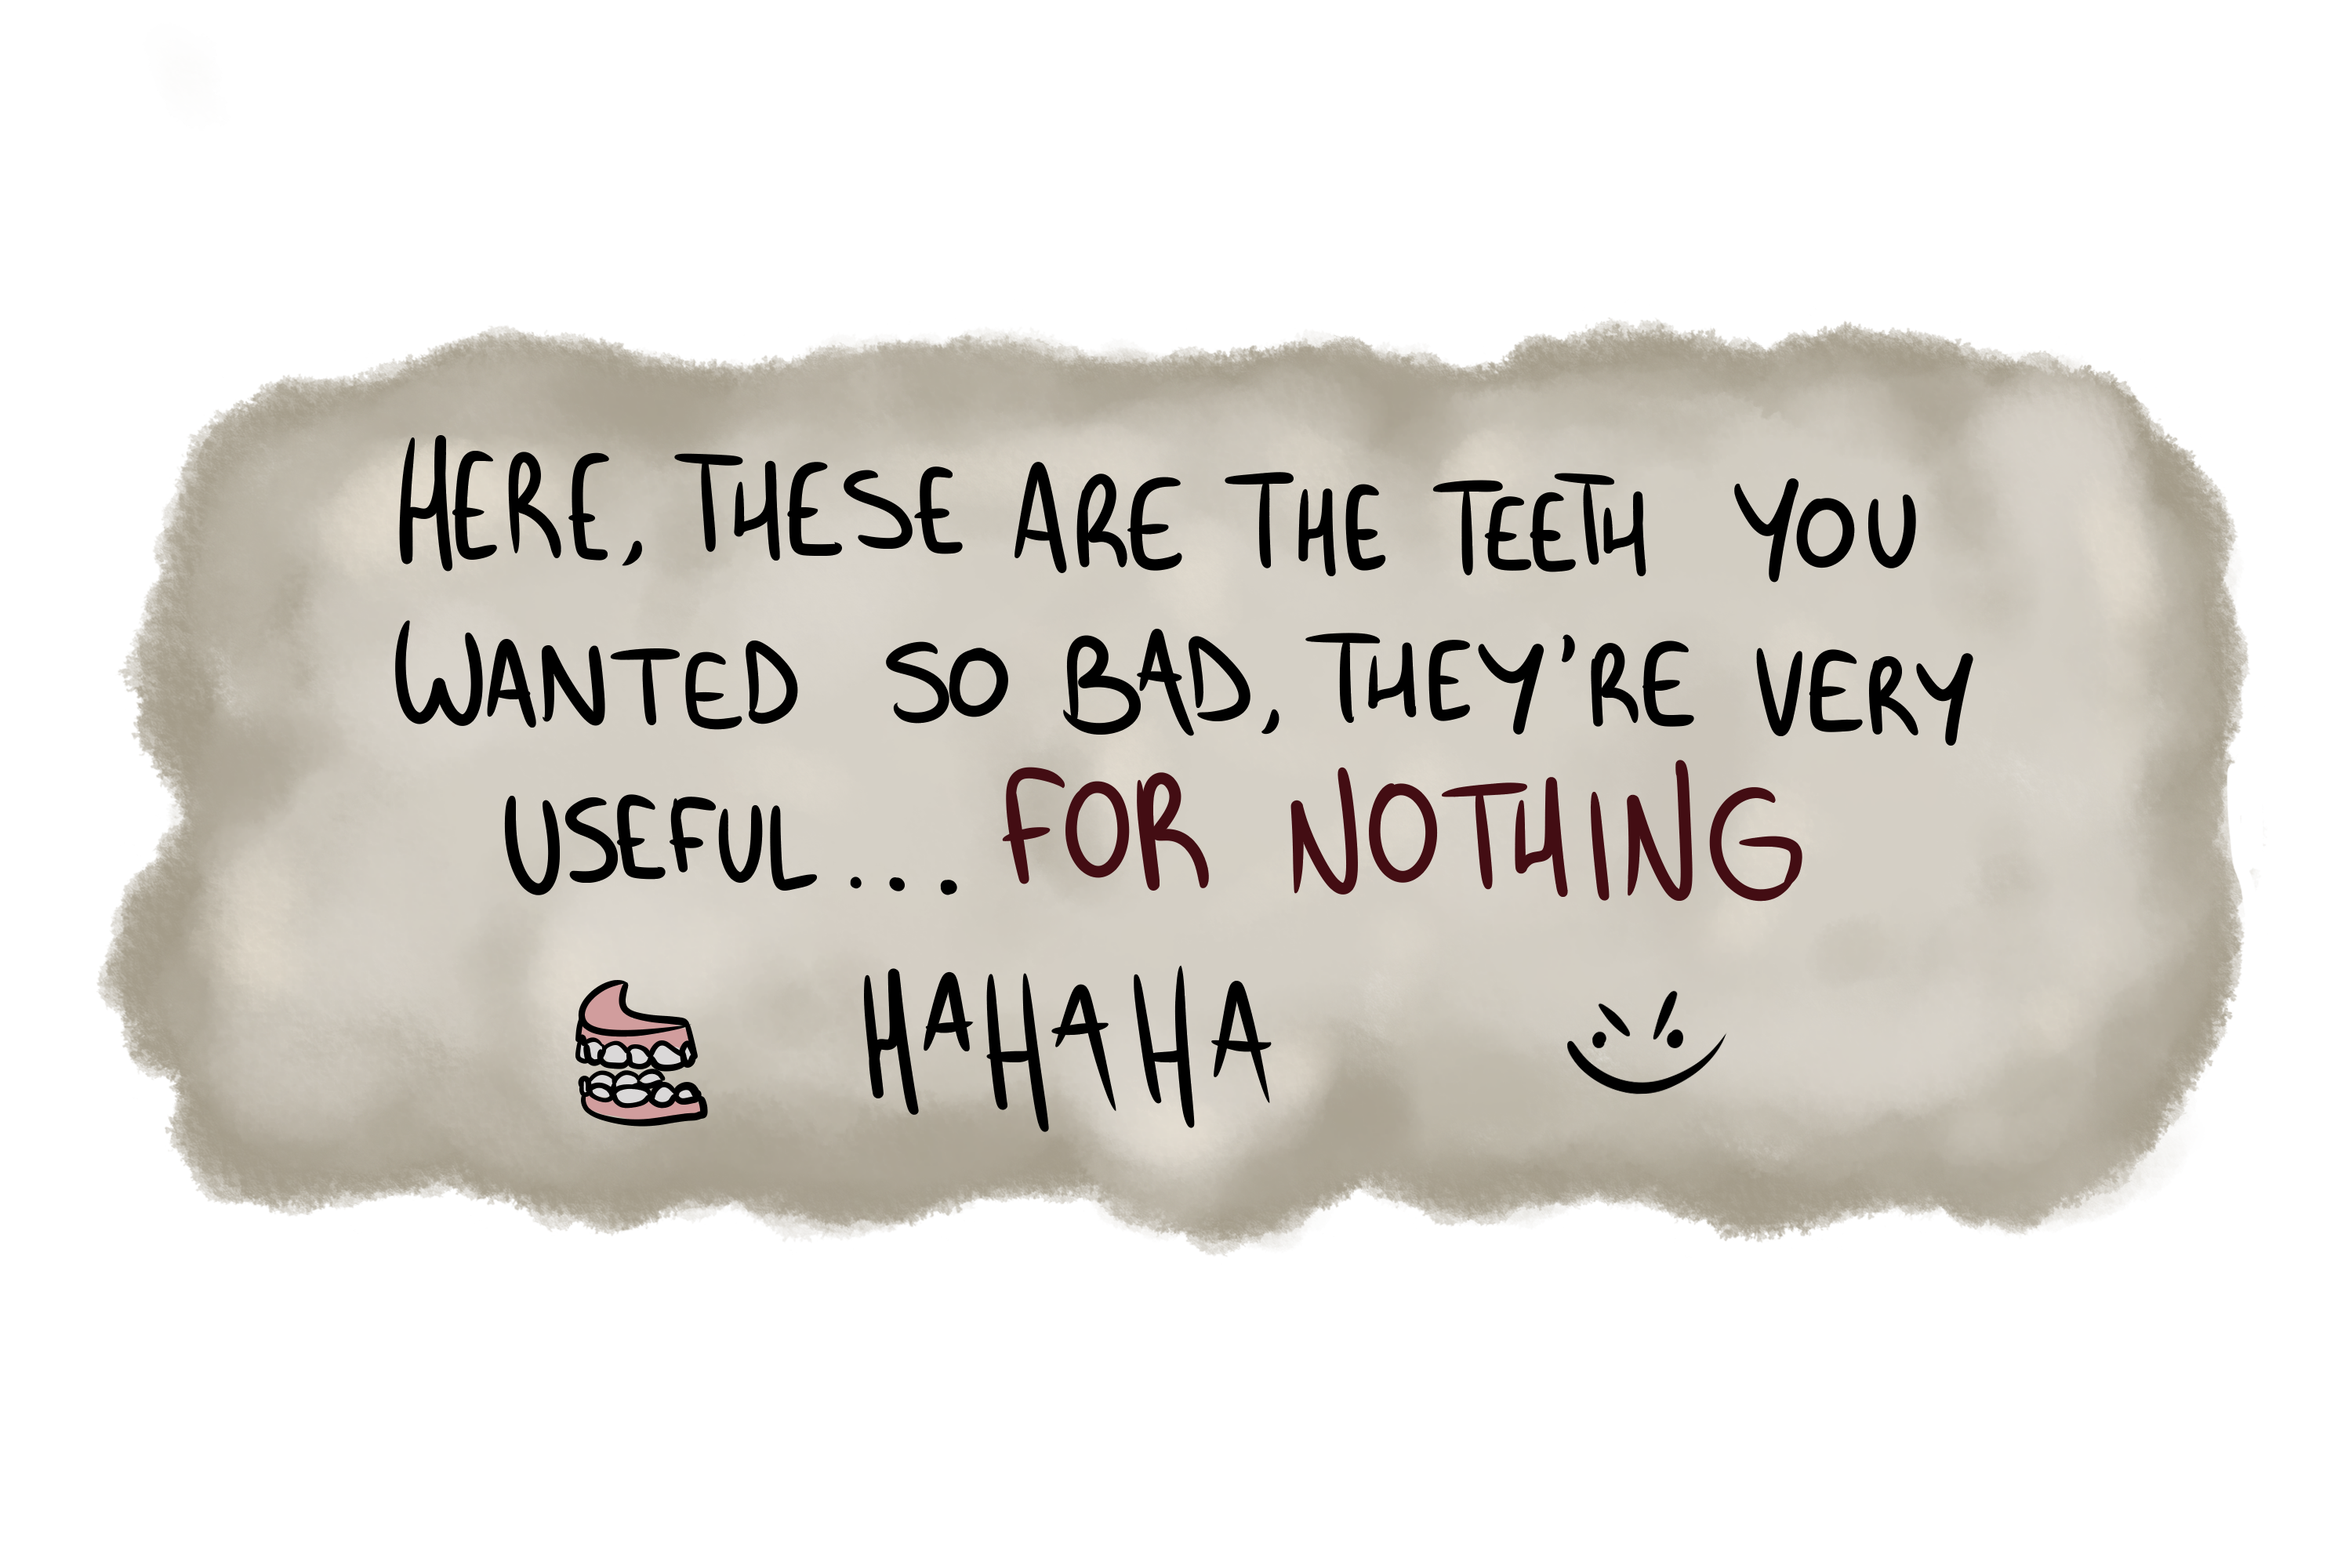 HERE, THESE ARE THE TEETH YOU
WANTED SO BAD, THEY'RE VERY
USEFUL... FOR NOTHING
HAHAHA